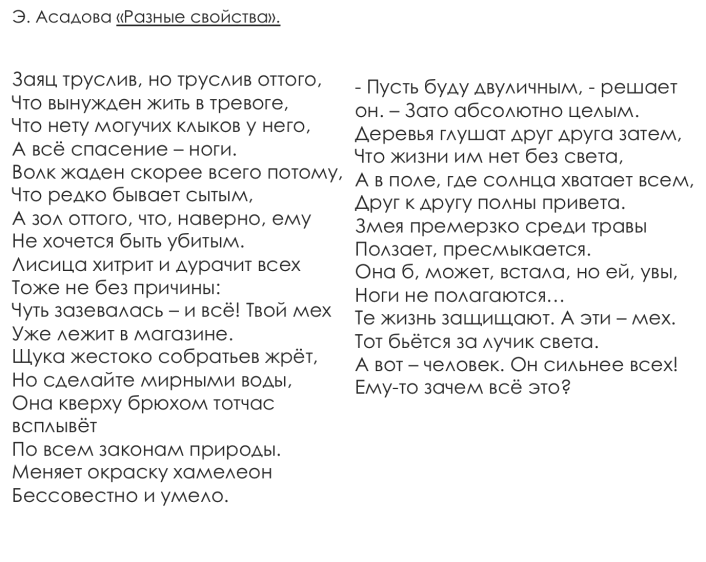 Э. Асадова «Разные свойства».
Заяц труслив, но труслив оттого,
Что вынужден жить в тревоге,
Что нету могучих клыков у него,
А всё спасение – ноги.
Волк жаден скорее всего потому,
Что редко бывает сытым,
А зол оттого, что, наверно, ему
Не хочется быть убитым.
Лисица хитрит и дурачит всех
Тоже не без причины:
Чуть зазевалась – и всё! Твой мех
Уже лежит в магазине.
Щука жестоко собратьев жрёт,
Но сделайте мирными воды,
Она кверху брюхом тотчас
всплывёт
По всем законам природы.
Меняет окраску хамелеон
Бессовестно и умело.
- Пусть буду двуличным, - решает
он. – Зато абсолютно целым.
Деревья глушат друг друга затем,
Что жизни им нет без света,
А в поле, где солнца хватает всем,
Друг к другу полны привета.
Змея премерзко среди травы
Ползает, пресмыкается.
Она б, может, встала, но ей, увы,
Ноги не полагаются...
Те жизнь защищают. А эти – мех.
Тот бьётся за лучик света.
А вот – человек. Он сильнее всех!
Ему-то зачем всё это?